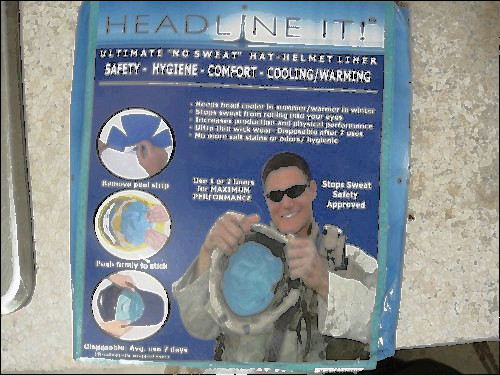 HEADLINE IT!®
ULTIMATE "NO SWEAT" HAT-HELMET LINER
SAFETY - HYGIENE - COMFORT - COOLING/WARMING
- Keeps head cooler in summer/warmer in winter
- Stops sweat from rolling into your eyes
- Increases production and physical performance
- Ultra-thin wick wear- Disposable after 7 uses
- No more salt stains or odors/ hygienic
Remove peel strip
Use 1 or 2 liners
for MAXIMUM
PERFORMANCE
Stops Sweat
Safety
Approved
Push firmly to stick
Disposable Avg. use 7 days